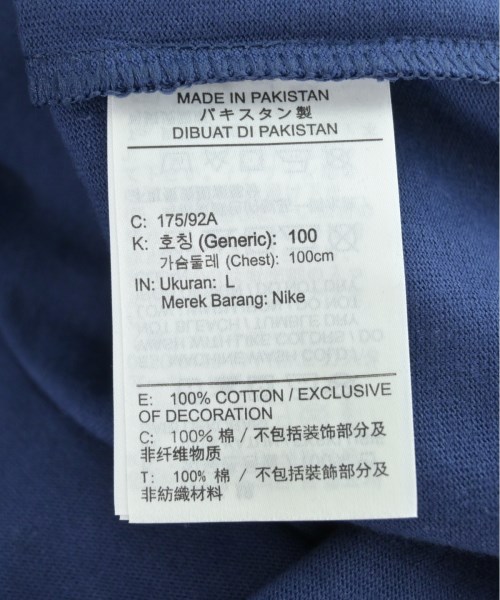 MADE IN PAKISTAN
パキスタン製
DIBUAT DI PAKISTAN
C: 175/92A
K: 호칭 (Generic): 100
가슴둘레 (Chest): 100cm
IN: Ukuran: L
Merek Barang: Nike
E: 100% COTTON / EXCLUSIVE
OF DECORATION
C: 100% 棉 / 不包括装饰部分及
非纤维物质
T: 100% 棉 / 不包括裝飾部分及
非紡織材料